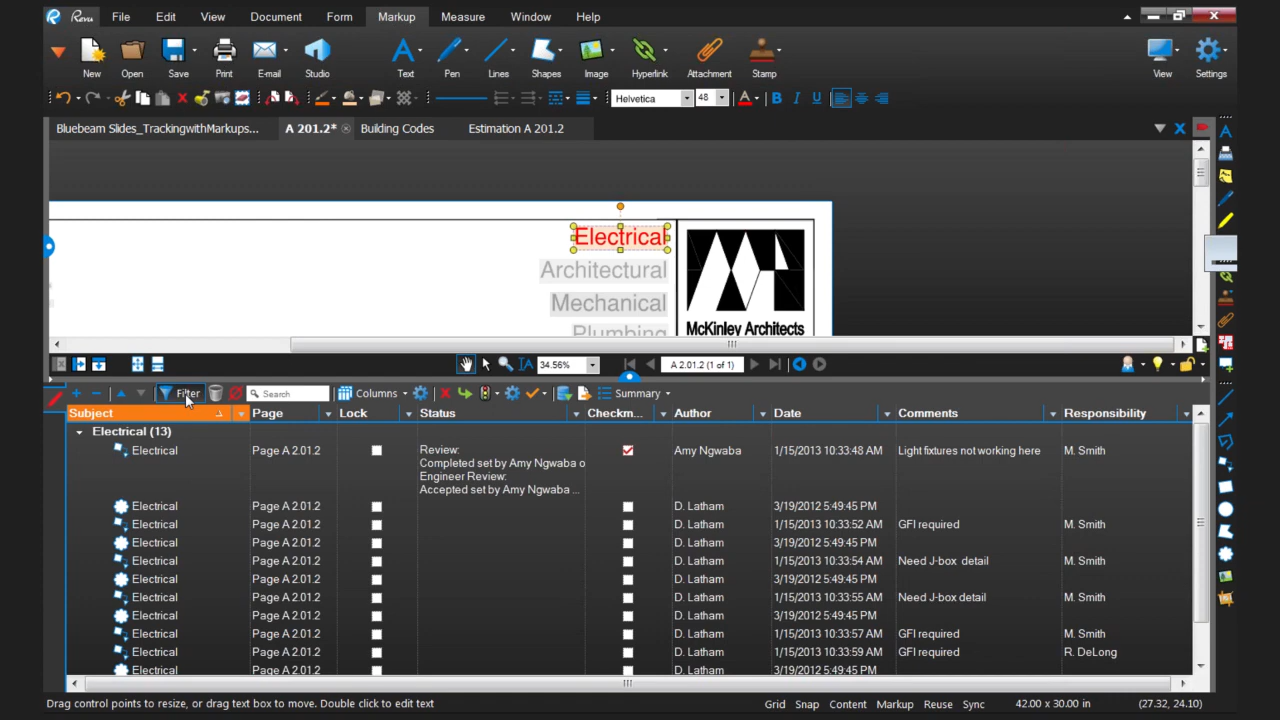 Revu File Edit View Document Form Markup Measure Window Help
New Open Save Print E-mail Studio Text Pen Lines Shapes Image Hyperlink Attachment Stamp View Settings
Helvetica 48 A B I U
Bluebeam Slides_TrackingwithMarkups... A 201.2* Building Codes Estimation A 201.2
Electrical
Architectural
Mechanical
Plumbing
McKinley Architects
34.56% A 2.01.2 (1 of 1)
Filter Search Columns Summary
Subject Page Lock Status Checkm... Author Date Comments Responsibility
Electrical (13)
Electrical Page A 2.01.2 Review: Amy Ngwaba 1/15/2013 10:33:48 AM Light fixtures not working here M. Smith
Completed set by Amy Ngwaba o
Engineer Review:
Accepted set by Amy Ngwaba ...
Electrical Page A 2.01.2 D. Latham 3/19/2012 5:49:45 PM
Electrical Page A 2.01.2 D. Latham 1/15/2013 10:33:52 AM GFI required M. Smith
Electrical Page A 2.01.2 D. Latham 3/19/2012 5:49:45 PM
Electrical Page A 2.01.2 D. Latham 1/15/2013 10:33:54 AM Need J-box detail M. Smith
Electrical Page A 2.01.2 D. Latham 3/19/2012 5:49:45 PM
Electrical Page A 2.01.2 D. Latham 1/15/2013 10:33:55 AM Need J-box detail M. Smith
Electrical Page A 2.01.2 D. Latham 3/19/2012 5:49:45 PM
Electrical Page A 2.01.2 D. Latham 1/15/2013 10:33:57 AM GFI required M. Smith
Electrical Page A 2.01.2 D. Latham 1/15/2013 10:33:59 AM GFI required R. DeLong
Electrical Page A 2.01.2 D. Latham 3/19/2012 5:49:45 PM
Drag control points to resize, or drag text box to move. Double click to edit text Grid Snap Content Markup Reuse Sync 42.00 x 30.00 in (27.32, 24.10)